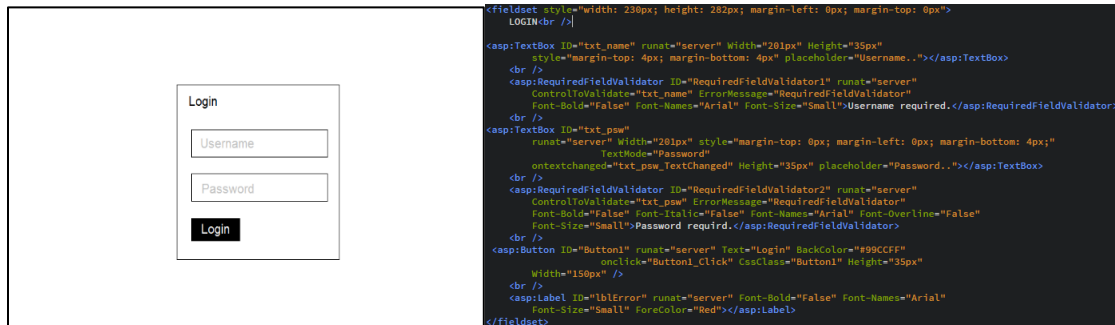 Login
Username
Password
Login
<fieldset style="width: 230px; height: 282px; margin-left: 0px; margin-top: 0px">
LOGIN<br />
<asp:TextBox ID="txt_name" runat="server" Width="201px" Height="35px"
style="margin-top: 4px; margin-bottom: 4px" placeholder="Username.."></asp:TextBox>
<br />
<asp:RequiredFieldValidator ID="RequiredFieldValidator1" runat="server"
ControlToValidate="txt_name" ErrorMessage="RequiredFieldValidator"
Font-Bold="False" Font-Names="Arial" Font-Size="Small">Username required.</asp:RequiredFieldValidator>
<br />
<asp:TextBox ID="txt_psw"
runat="server" Width="201px" style="margin-top: 0px; margin-left: 0px; margin-bottom: 4px;"
TextMode="Password"
ontextchanged="txt_psw_TextChanged" Height="35px" placeholder="Password.."></asp:TextBox>
<br />
<asp:RequiredFieldValidator ID="RequiredFieldValidator2" runat="server"
ControlToValidate="txt_psw" ErrorMessage="RequiredFieldValidator"
Font-Bold="False" Font-Italic="False" Font-Names="Arial" Font-Overline="False"
Font-Size="Small">Password requird.</asp:RequiredFieldValidator>
<br />
<asp:Button ID="Button1" runat="server" Text="Login" BackColor="#99CCFF"
onclick="Button1_Click" CssClass="Button1" Height="35px"
Width="150px" />
<br />
<asp:Label ID="lblError" runat="server" Font-Bold="False" Font-Names="Arial"
Font-Size="Small" ForeColor="Red"></asp:Label>
</fieldset>